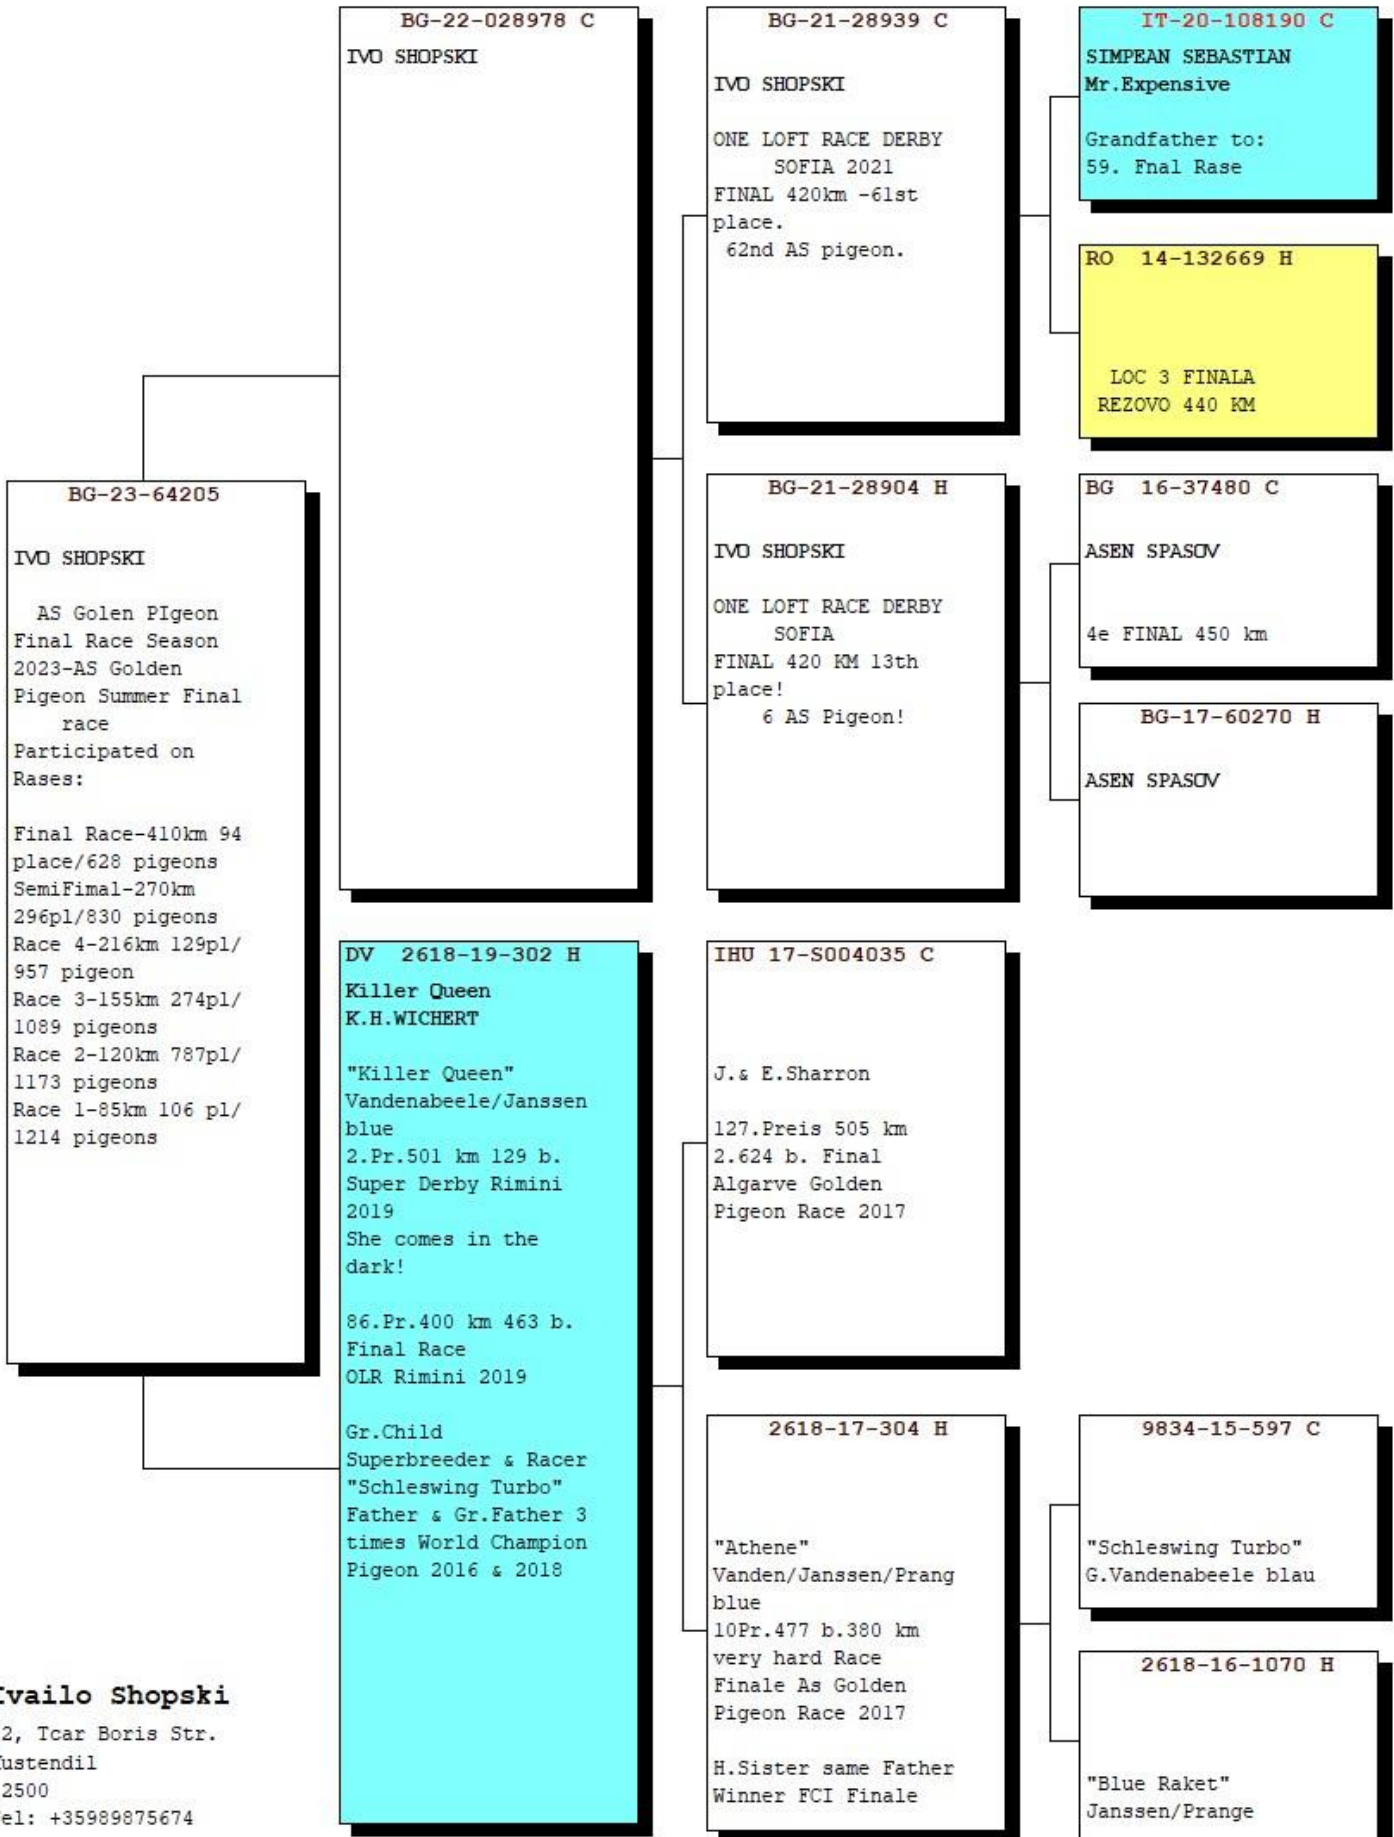 BG-23-64205
IVO SHOPSKI
AS Golen PIgeon
Final Race Season
2023-AS Golden
Pigeon Summer Final
race
Participated on
Rases:
Final Race-410km 94
place/628 pigeons
SemiFimal-270km
296pl/830 pigeons
Race 4-216km 129pl/
957 pigeon
Race 3-155km 274pl/
1089 pigeons
Race 2-120km 787pl/
1173 pigeons
Race 1-85km 106 pl/
1214 pigeons
BG-22-028978 C
IVO SHOPSKI
DV 2618-19-302 H
Killer Queen
K.H.WICHERT
"Killer Queen"
Vandenabeele/Janssen
blue
2.Pr.501 km 129 b.
Super Derby Rimini
2019
She comes in the
dark!
86.Pr.400 km 463 b.
Final Race
OLR Rimini 2019
Gr.Child
Superbreeder & Racer
"Schleswing Turbo"
Father & Gr.Father 3
times World Champion
Pigeon 2016 & 2018
BG-21-28939 C
IVO SHOPSKI
ONE LOFT RACE DERBY
SOFIA 2021
FINAL 420km -61st
place.
62nd AS pigeon.
BG-21-28904 H
IVO SHOPSKI
ONE LOFT RACE DERBY
SOFIA
FINAL 420 KM 13th
place!
6 AS Pigeon!
IHU 17-S004035 C
J.& E.Sharron
127.Preis 505 km
2.624 b. Final
Algarve Golden
Pigeon Race 2017
2618-17-304 H
"Athene"
Vanden/Janssen/Prang
blue
10Pr.477 b.380 km
very hard Race
Finale As Golden
Pigeon Race 2017
H.Sister same Father
Winner FCI Finale
IT-20-108190 C
SIMPEAN SEBASTIAN
Mr.Expensive
Grandfather to:
59. Fnal Rase
RO 14-132669 H
LOC 3 FINALA
REZOVO 440 KM
BG 16-37480 C
ASEN SPASOV
4e FINAL 450 km
BG-17-60270 H
ASEN SPASOV
9834-15-597 C
"Schleswing Turbo"
G.Vandenabeele blau
2618-16-1070 H
"Blue Raket"
Janssen/Prange
Ivailo Shopski
2, Tcar Boris Str.
ustendil
2500
el: +35989875674